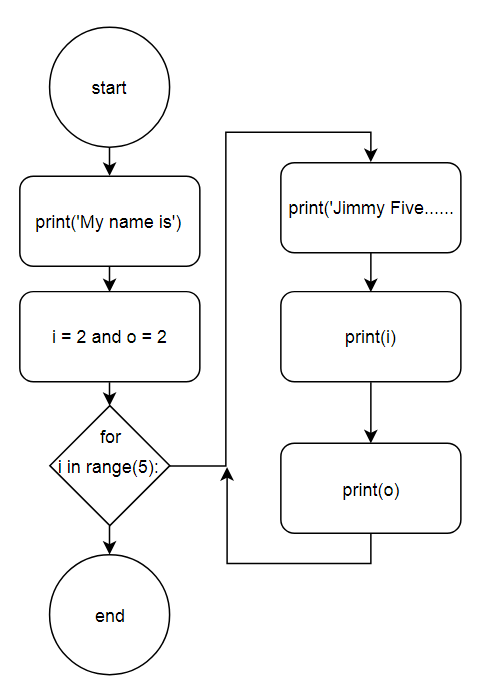 start
print('My name is')
i = 2 and o = 2
for
i in range(5):
end
print('Jimmy Five......
print(i)
print(o)